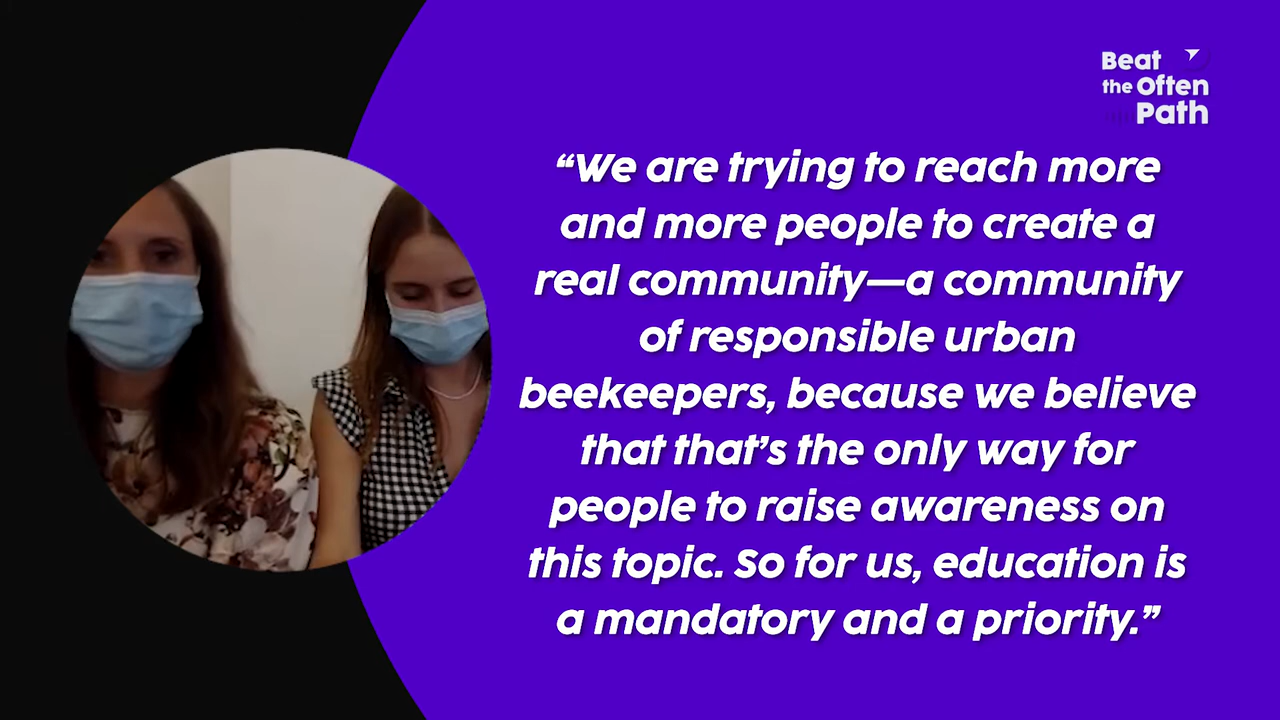 Beat
the Often
Path
“We are trying to reach more
and more people to create a
real community—a community
of responsible urban
beekeepers, because we believe
that that’s the only way for
people to raise awareness on
this topic. So for us, education is
a mandatory and a priority.”